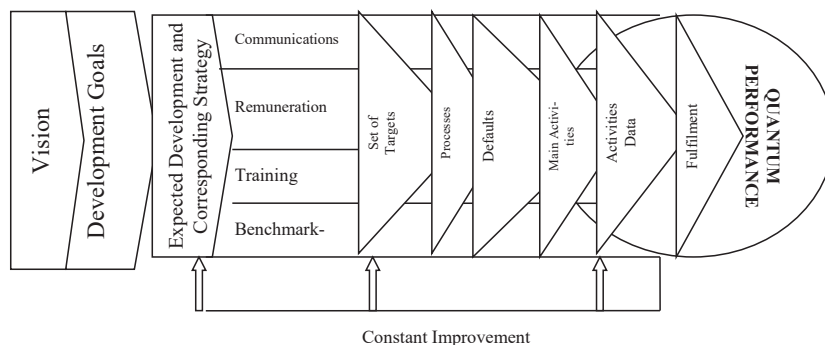 Vision
Development Goals
Expected Development and
Corresponding Strategy
Communications
Remuneration
Training
Benchmark-
Set of
Targets
Processes
Defaults
Main Activi-
ties
Activities
Data
Fulfilment
QUANTUM
PERFORMANCE
Constant Improvement